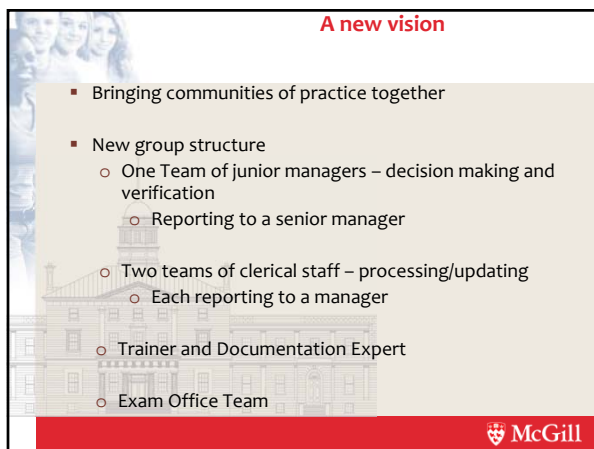 A new vision
▪ Bringing communities of practice together
▪ New group structure
o One Team of junior managers – decision making and
verification
o Reporting to a senior manager
o Two teams of clerical staff – processing/updating
o Each reporting to a manager
o Trainer and Documentation Expert
o Exam Office Team
McGill